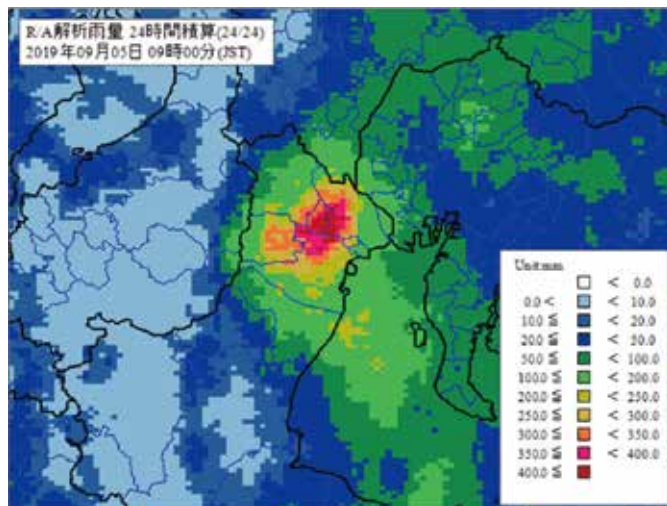 R/A解析雨量 24時間積算(24/24)
2019年09月05日 09時00分(JST)
Unit:mm
< 0.0
0.0 < < 10.0
10.0 ≦ < 20.0
20.0 ≦ < 50.0
50.0 ≦ < 100.0
100.0 ≦ < 200.0
200.0 ≦ < 250.0
250.0 ≦ < 300.0
300.0 ≦ < 350.0
350.0 ≦ < 400.0
400.0 ≦